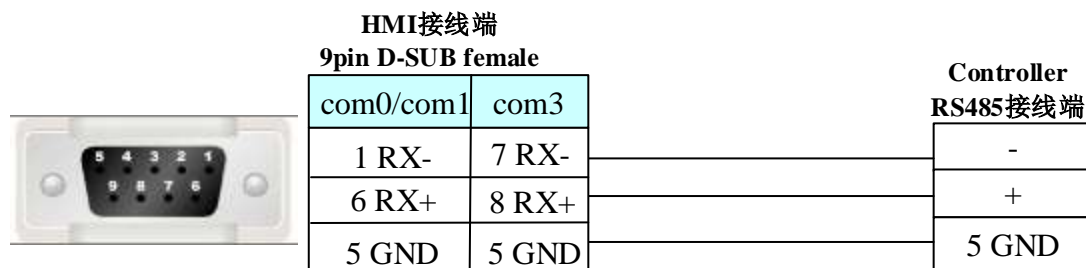 HMI接线端
9pin D-SUB female
Controller
RS485接线端
com0/com1 com3
1 RX- 7 RX- -
6 RX+ 8 RX+ +
5 GND 5 GND 5 GND
5 4 3 2 1
9 8 7 6